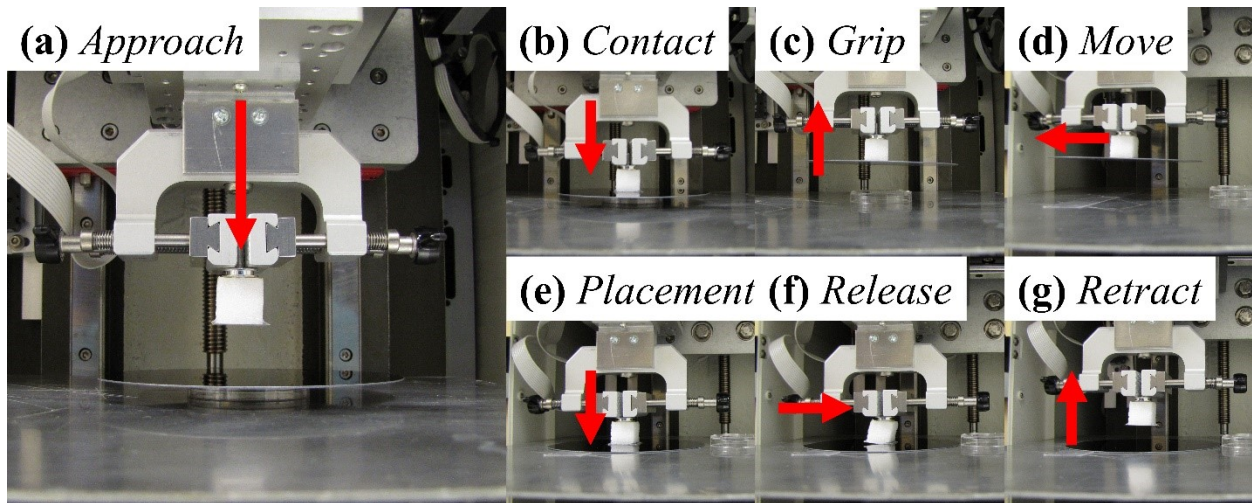 (a) Approach
(b) Contact
(c) Grip
(d) Move
(e) Placement
(f) Release
(g) Retract